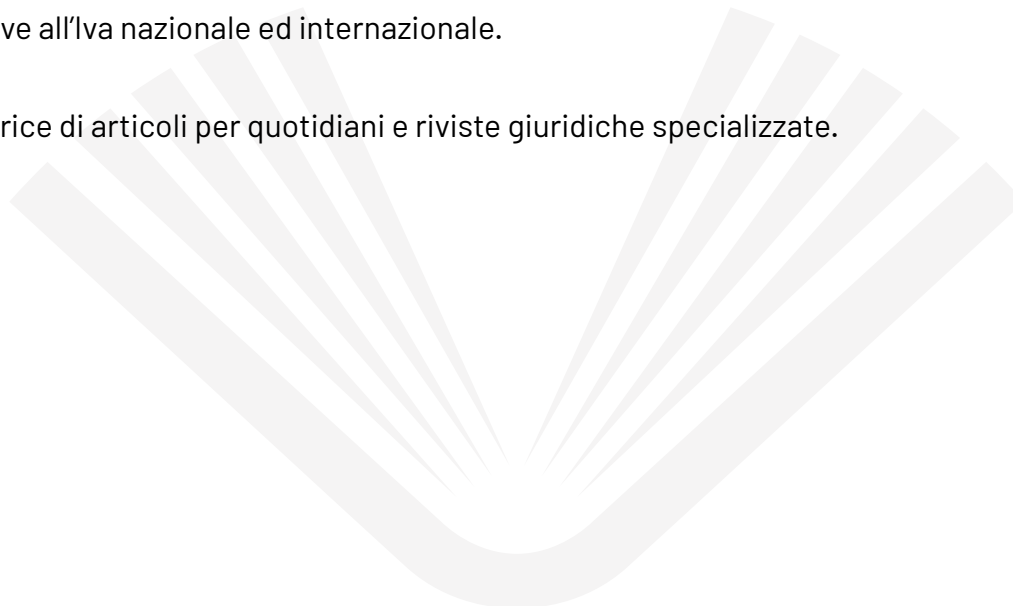 ve all’Iva nazionale ed internazionale.
rice di articoli per quotidiani e riviste giuridiche specializzate.